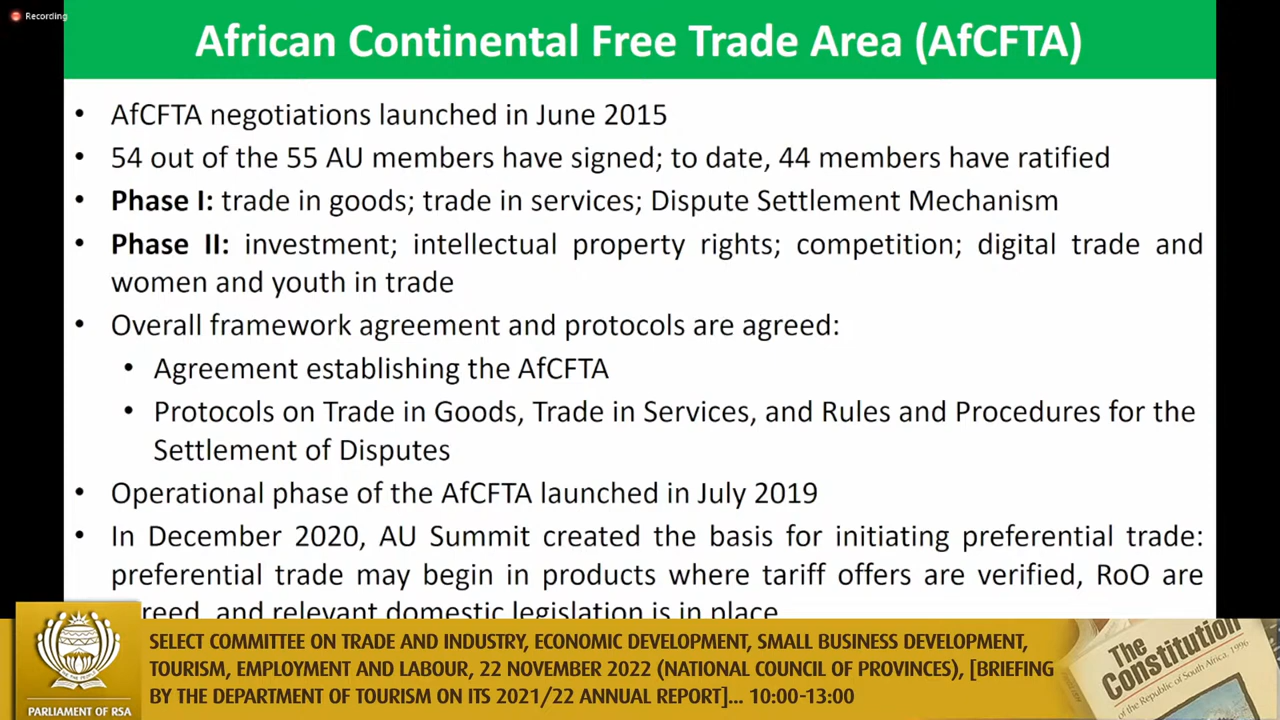 Recording
African Continental Free Trade Area (AfCFTA)
• AfCFTA negotiations launched in June 2015
• 54 out of the 55 AU members have signed; to date, 44 members have ratified
• Phase I: trade in goods; trade in services; Dispute Settlement Mechanism
• Phase II: investment; intellectual property rights; competition; digital trade and
women and youth in trade
• Overall framework agreement and protocols are agreed:
• Agreement establishing the AfCFTA
• Protocols on Trade in Goods, Trade in Services, and Rules and Procedures for the
Settlement of Disputes
• Operational phase of the AfCFTA launched in July 2019
• In December 2020, AU Summit created the basis for initiating preferential trade:
preferential trade may begin in products where tariff offers are verified, RoO are
reed, and relevant domestic legislation is in place
SELECT COMMITTEE ON TRADE AND INDUSTRY, ECONOMIC DEVELOPMENT, SMALL BUSINESS DEVELOPMENT,
TOURISM, EMPLOYMENT AND LABOUR, 22 NOVEMBER 2022 (NATIONAL COUNCIL OF PROVINCES), [BRIEFING
BY THE DEPARTMENT OF TOURISM ON ITS 2021/22 ANNUAL REPORT]... 10:00-13:00
PARLIAMENT OF RSA
The
Constitution
of the Republic of South Africa, 1996